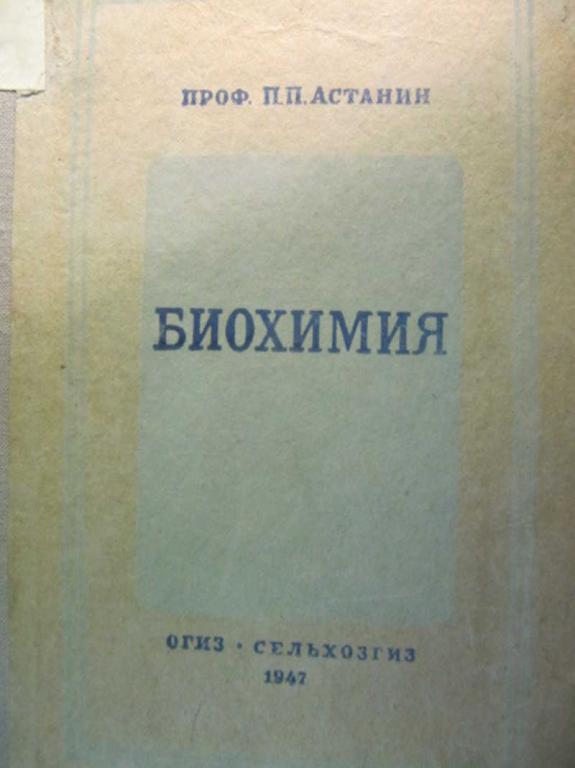 ПРОФ. П.П. АСТАНИН
БИОХИМИЯ
ОГИЗ • СЕЛЬХОЗГИЗ
1947